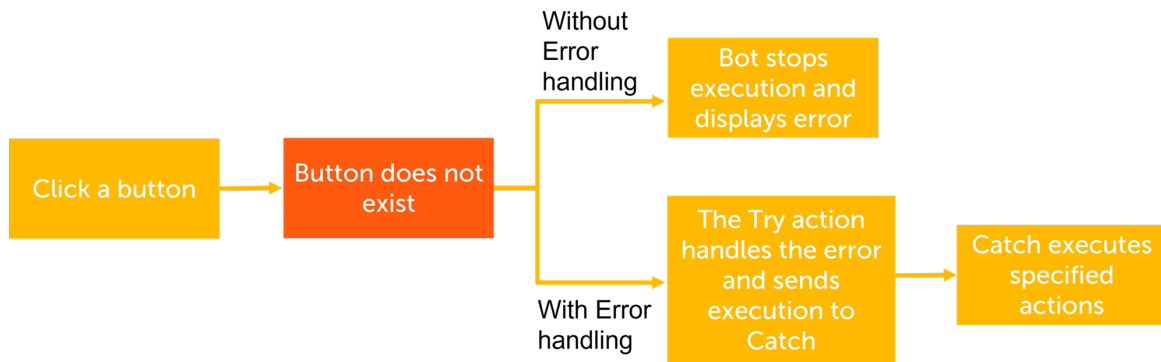 Click a button
Button does not
exist
Without
Error
handling
Bot stops
execution and
displays error
With Error
handling
The Try action
handles the error
and sends
execution to
Catch
Catch executes
specified
actions